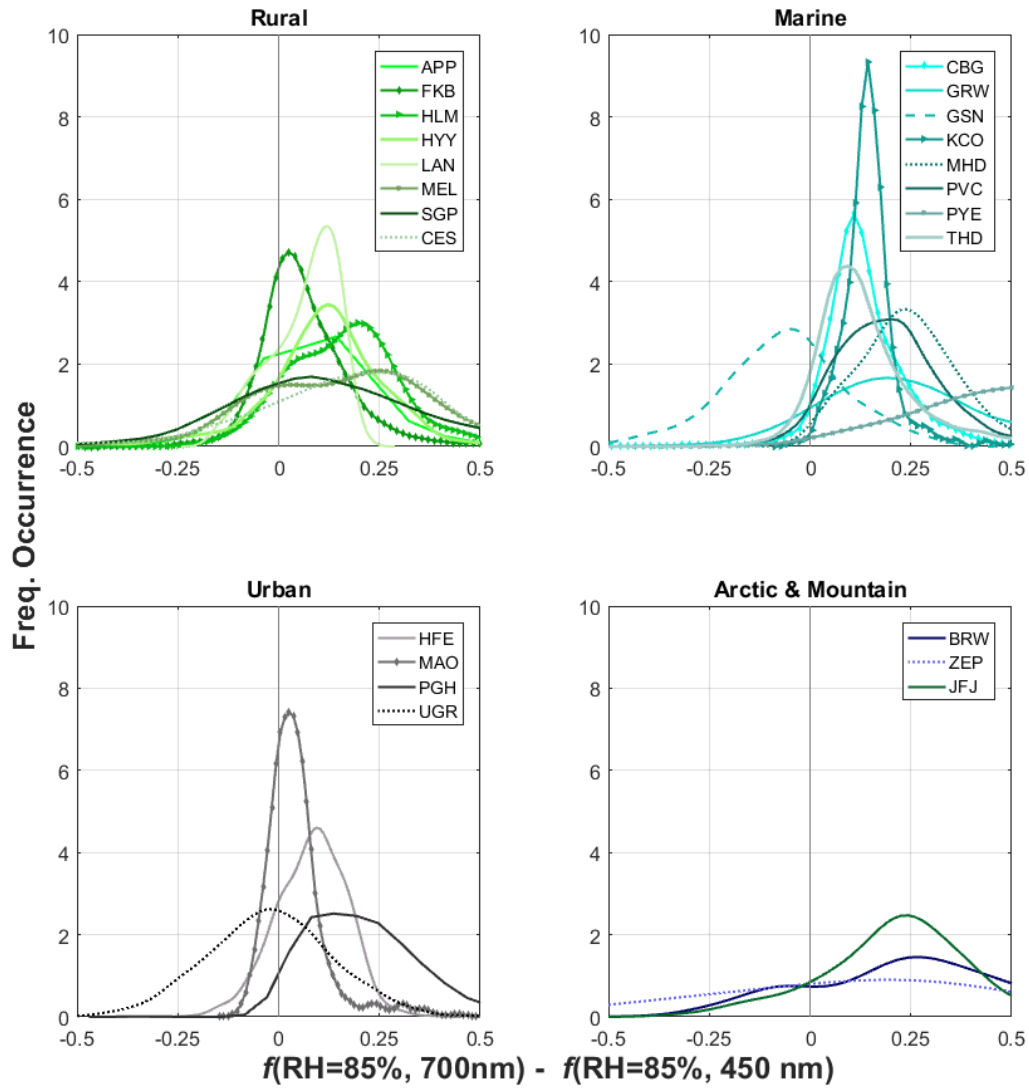 Rural
10
8
6
4
2
0
-0.5
-0.25
0
0.25
0.5
APP
FKB
HLM
HYY
LAN
MEL
SGP
CES
Marine
10
8
6
4
2
0
-0.5
-0.25
0
0.25
0.5
CBG
GRW
GSN
KCO
MHD
PVC
PYE
THD
Freq. Occurrence
Urban
10
8
6
4
2
0
-0.5
-0.25
0
0.25
0.5
HFE
MAO
PGH
UGR
Arctic & Mountain
10
8
6
4
2
0
-0.5
-0.25
0
0.25
0.5
BRW
ZEP
JFJ
f(RH=85%, 700nm) - f(RH=85%, 450 nm)